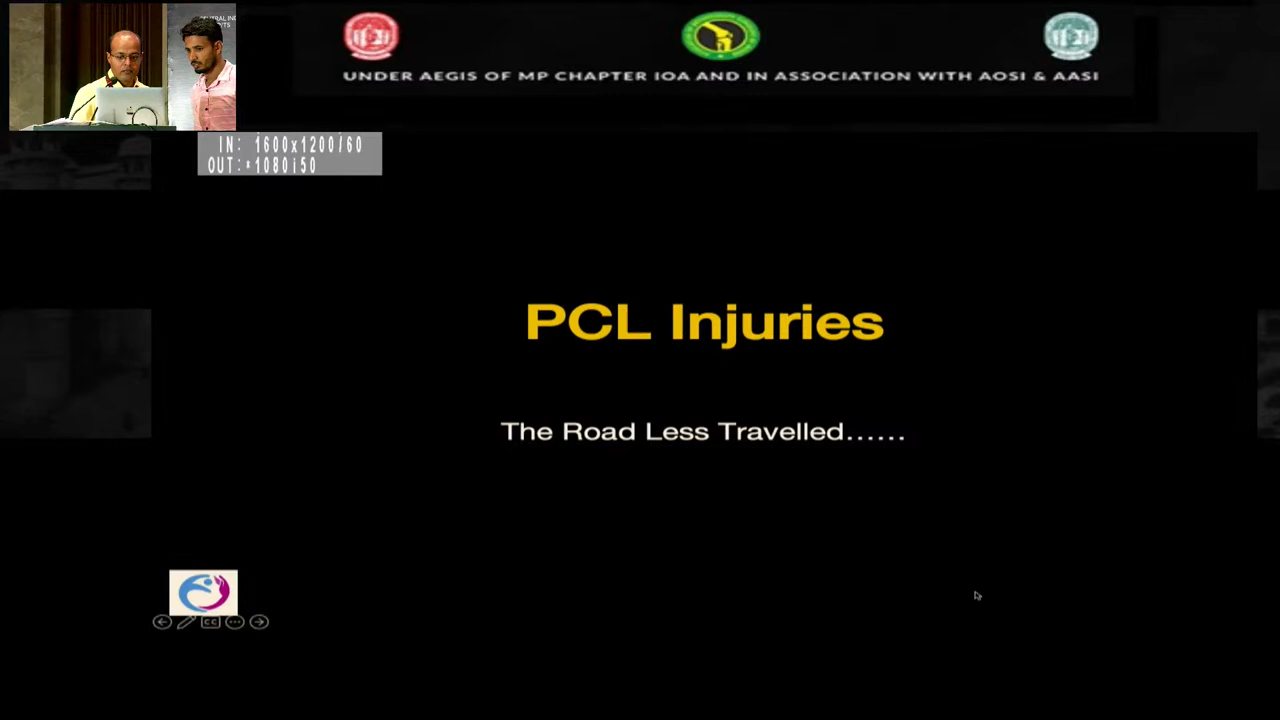 UNDER AEGIS OF MP CHAPTER IOA AND IN ASSOCIATION WITH AOSI & AASI
IN: 1600x1200/60
OUT:*1080i50
PCL Injuries
The Road Less Travelled......
CC